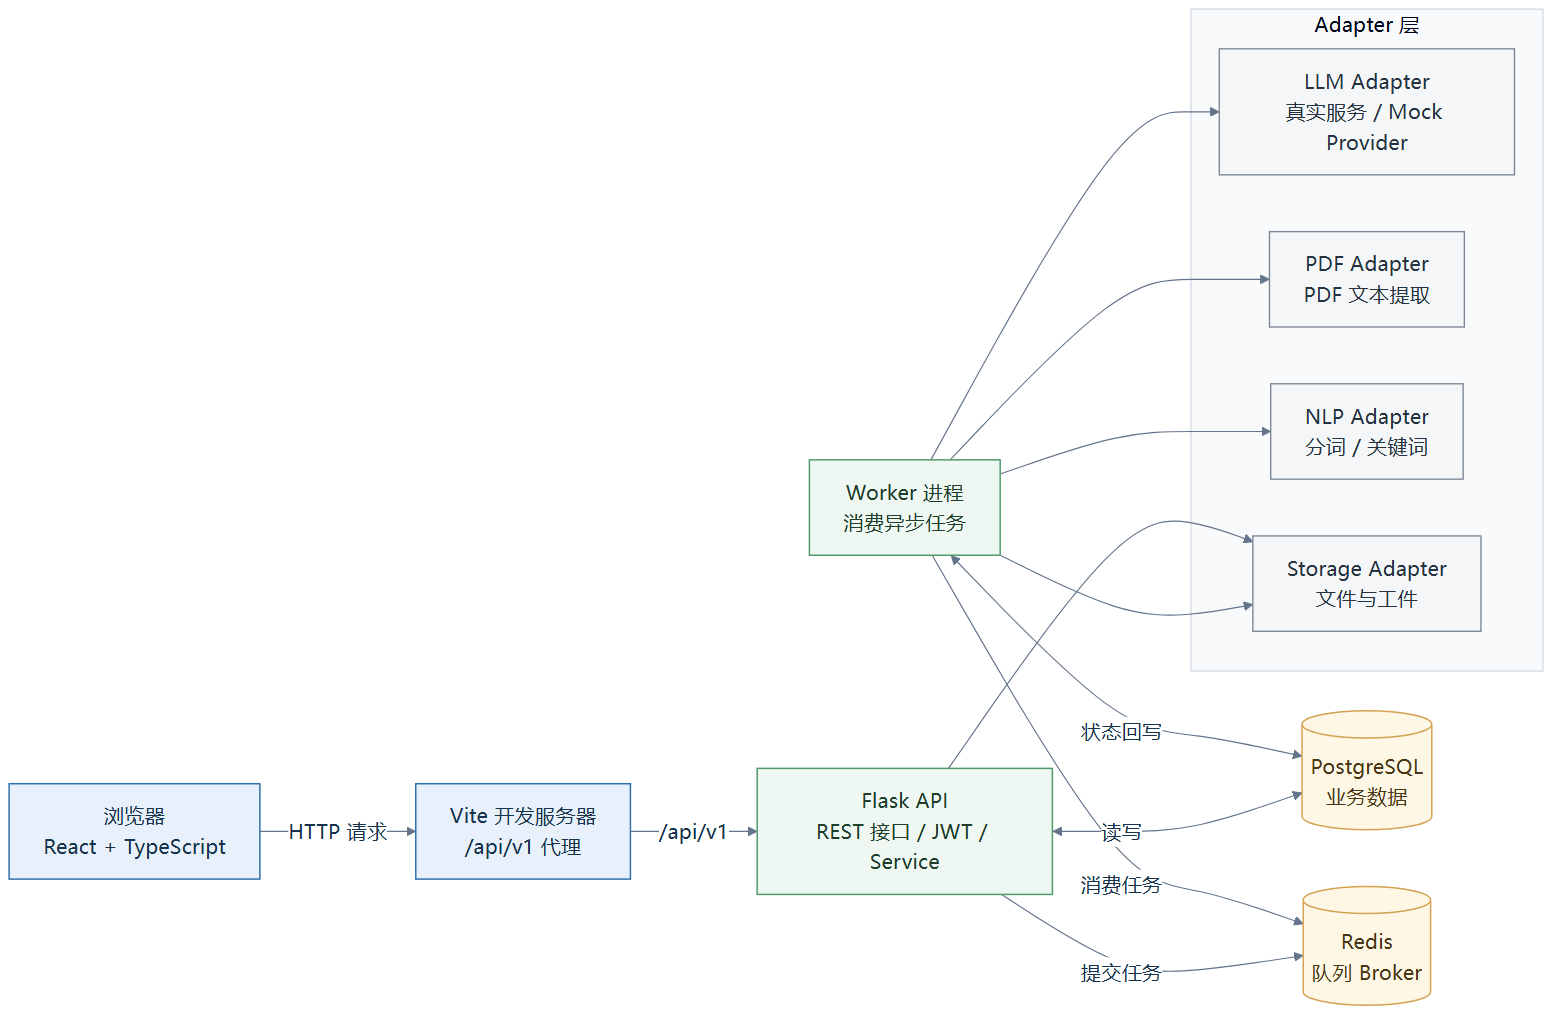 Adapter 层
LLM Adapter
真实服务 / Mock
Provider
PDF Adapter
PDF 文本提取
NLP Adapter
分词 / 关键词
Storage Adapter
文件与工件
Worker 进程
消费异步任务
状态回写
PostgreSQL
业务数据
浏览器
React + TypeScript
HTTP 请求
Vite 开发服务器
/api/v1 代理
/api/v1
Flask API
REST 接口 / JWT /
Service
读写
消费任务
提交任务
Redis
队列 Broker